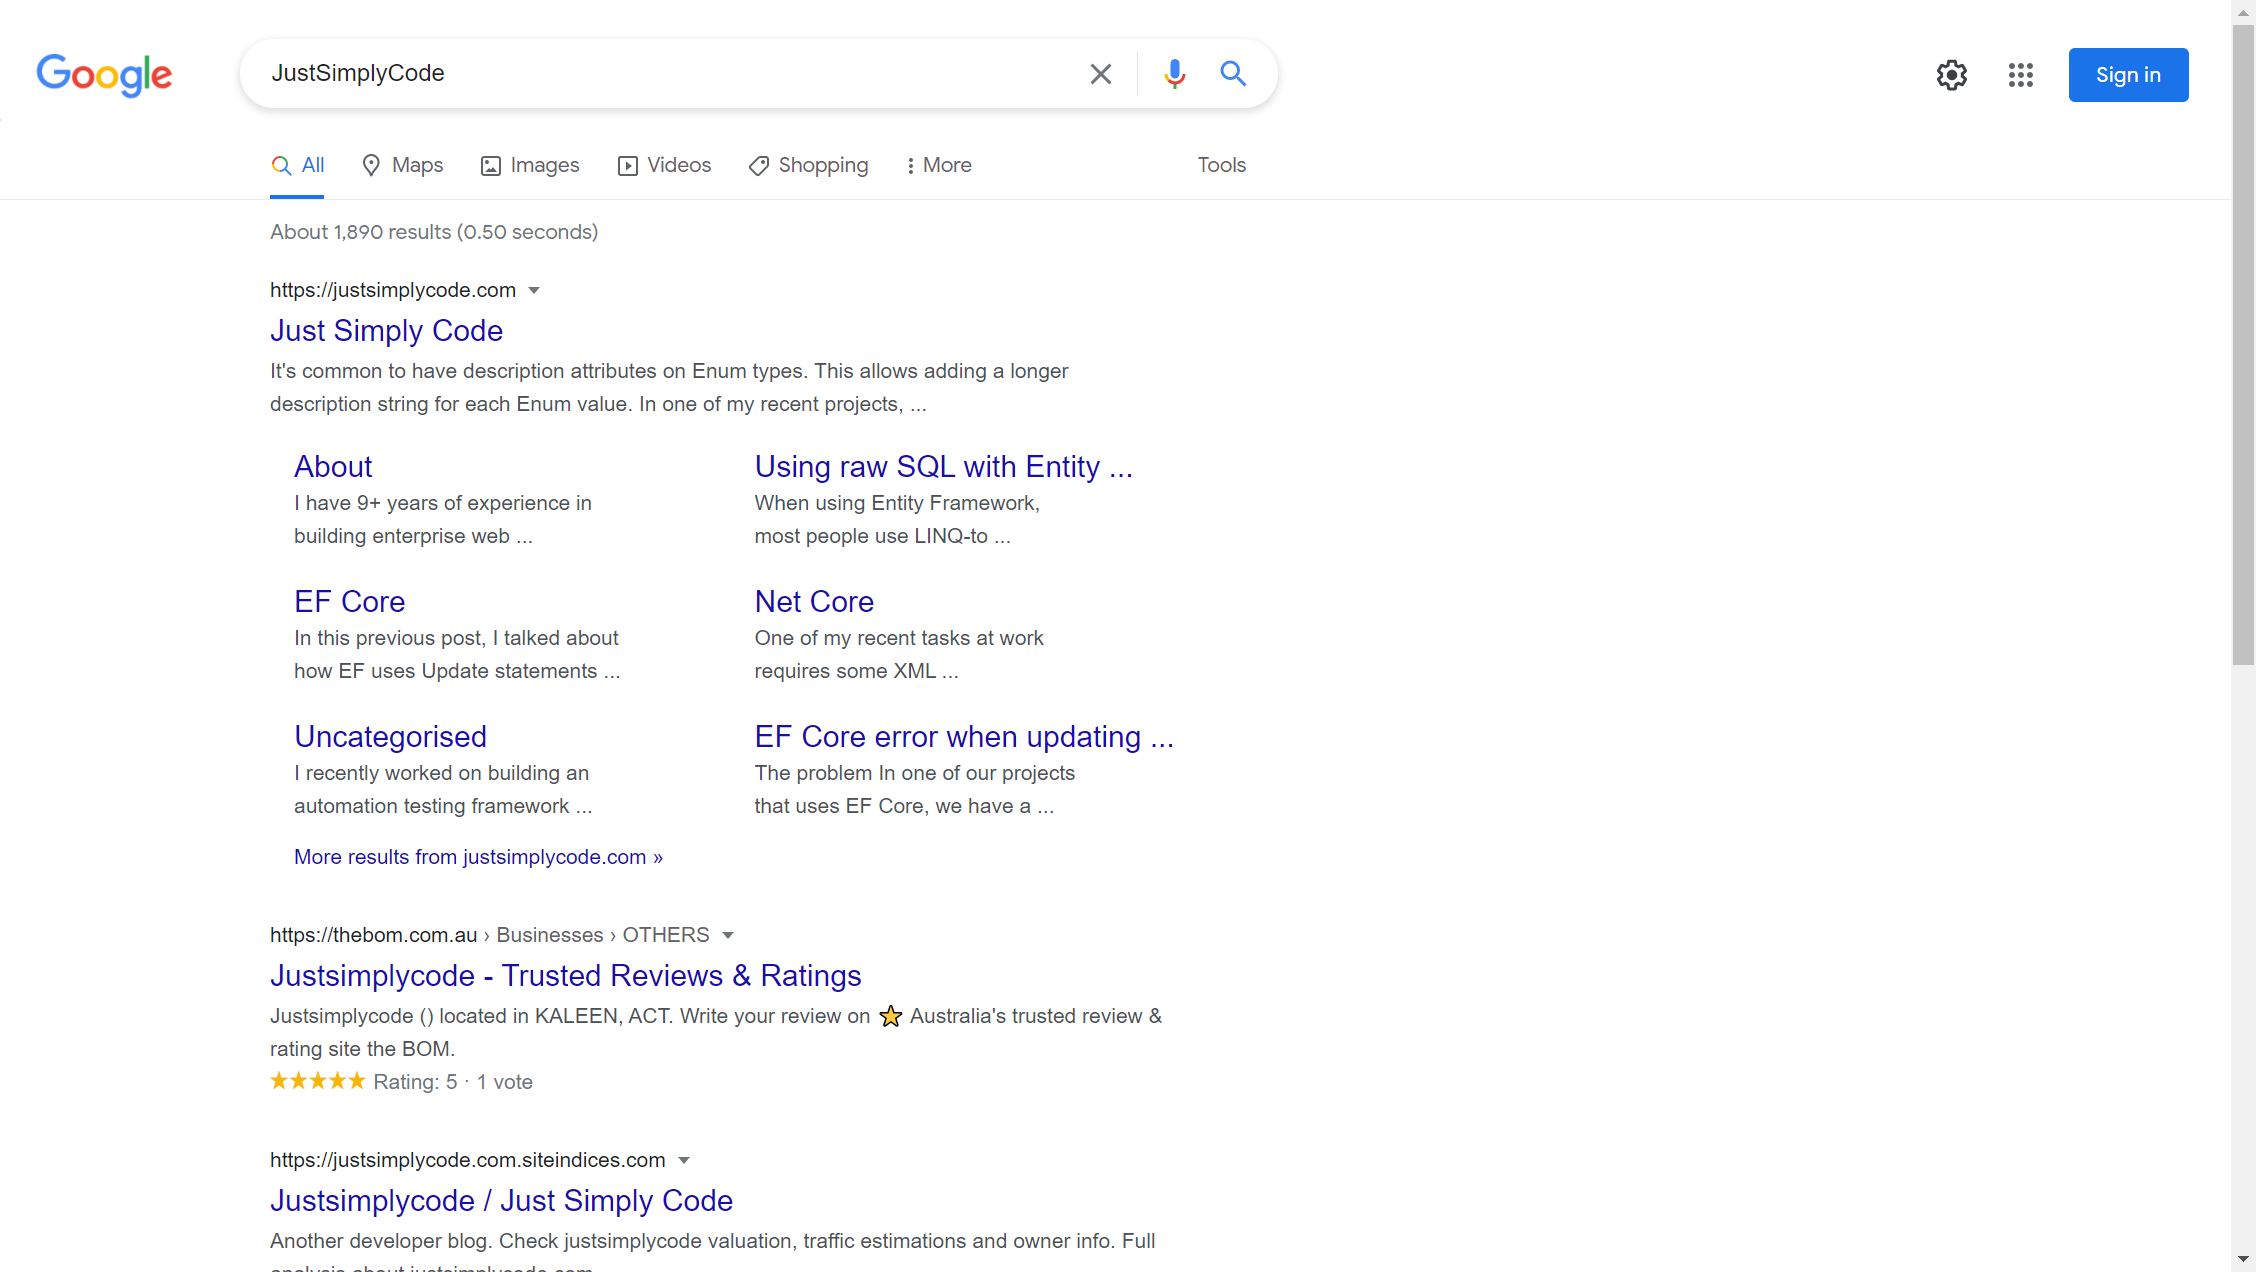 Google
JustSimplyCode
Sign in
All Maps Images Videos Shopping More Tools
About 1,890 results (0.50 seconds)
https://justsimplycode.com
Just Simply Code
It's common to have description attributes on Enum types. This allows adding a longer
description string for each Enum value. In one of my recent projects, ...
About
I have 9+ years of experience in
building enterprise web ...
Using raw SQL with Entity ...
When using Entity Framework,
most people use LINQ-to ...
EF Core
In this previous post, I talked about
how EF uses Update statements ...
Net Core
One of my recent tasks at work
requires some XML ...
Uncategorised
I recently worked on building an
automation testing framework ...
EF Core error when updating ...
The problem In one of our projects
that uses EF Core, we have a ...
More results from justsimplycode.com »
https://thebom.com.au › Businesses › OTHERS
Justsimplycode - Trusted Reviews & Ratings
Justsimplycode () located in KALEEN, ACT. Write your review on ⭐ Australia's trusted review &
rating site the BOM.
★★★★★ Rating: 5 · 1 vote
https://justsimplycode.com.siteindices.com
Justsimplycode / Just Simply Code
Another developer blog. Check justsimplycode valuation, traffic estimations and owner info. Full